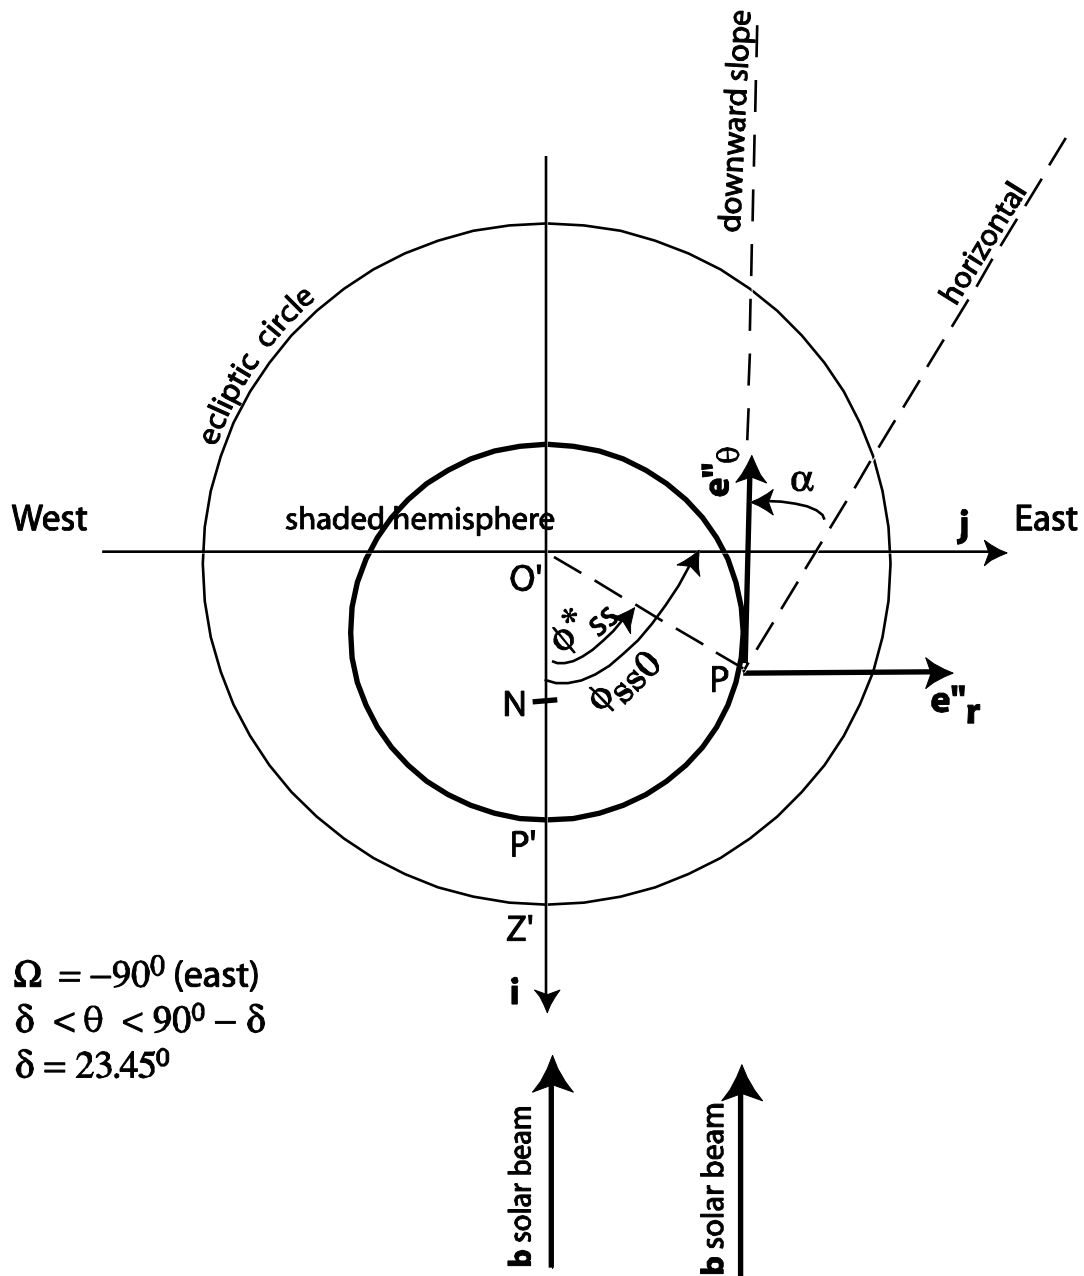 downward slope
horizontal
ecliptic circle
e"θ
α
West
shaded hemisphere
j
East
O'
ϕ*ss
ϕss0
N
P
e"r
P'
Z'
Ω = −90⁰ (east)
i
δ < θ < 90⁰ − δ
δ = 23.45⁰
b solar beam
b solar beam